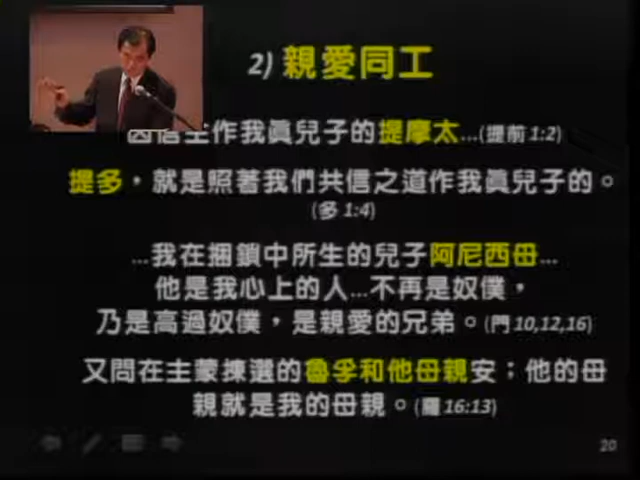 2) 親愛同工
因信主作我真兒子的提摩太...(提前 1:2)
提多，就是照著我們共信之道作我真兒子的。
(多 1:4)
...我在捆鎖中所生的兒子阿尼西母...
他是我心上的人...不再是奴僕，
乃是高過奴僕，是親愛的兄弟。(門 10,12,16)
又問在主蒙揀選的魯孚和他母親安；他的母
親就是我的母親。(羅 16:13)
20